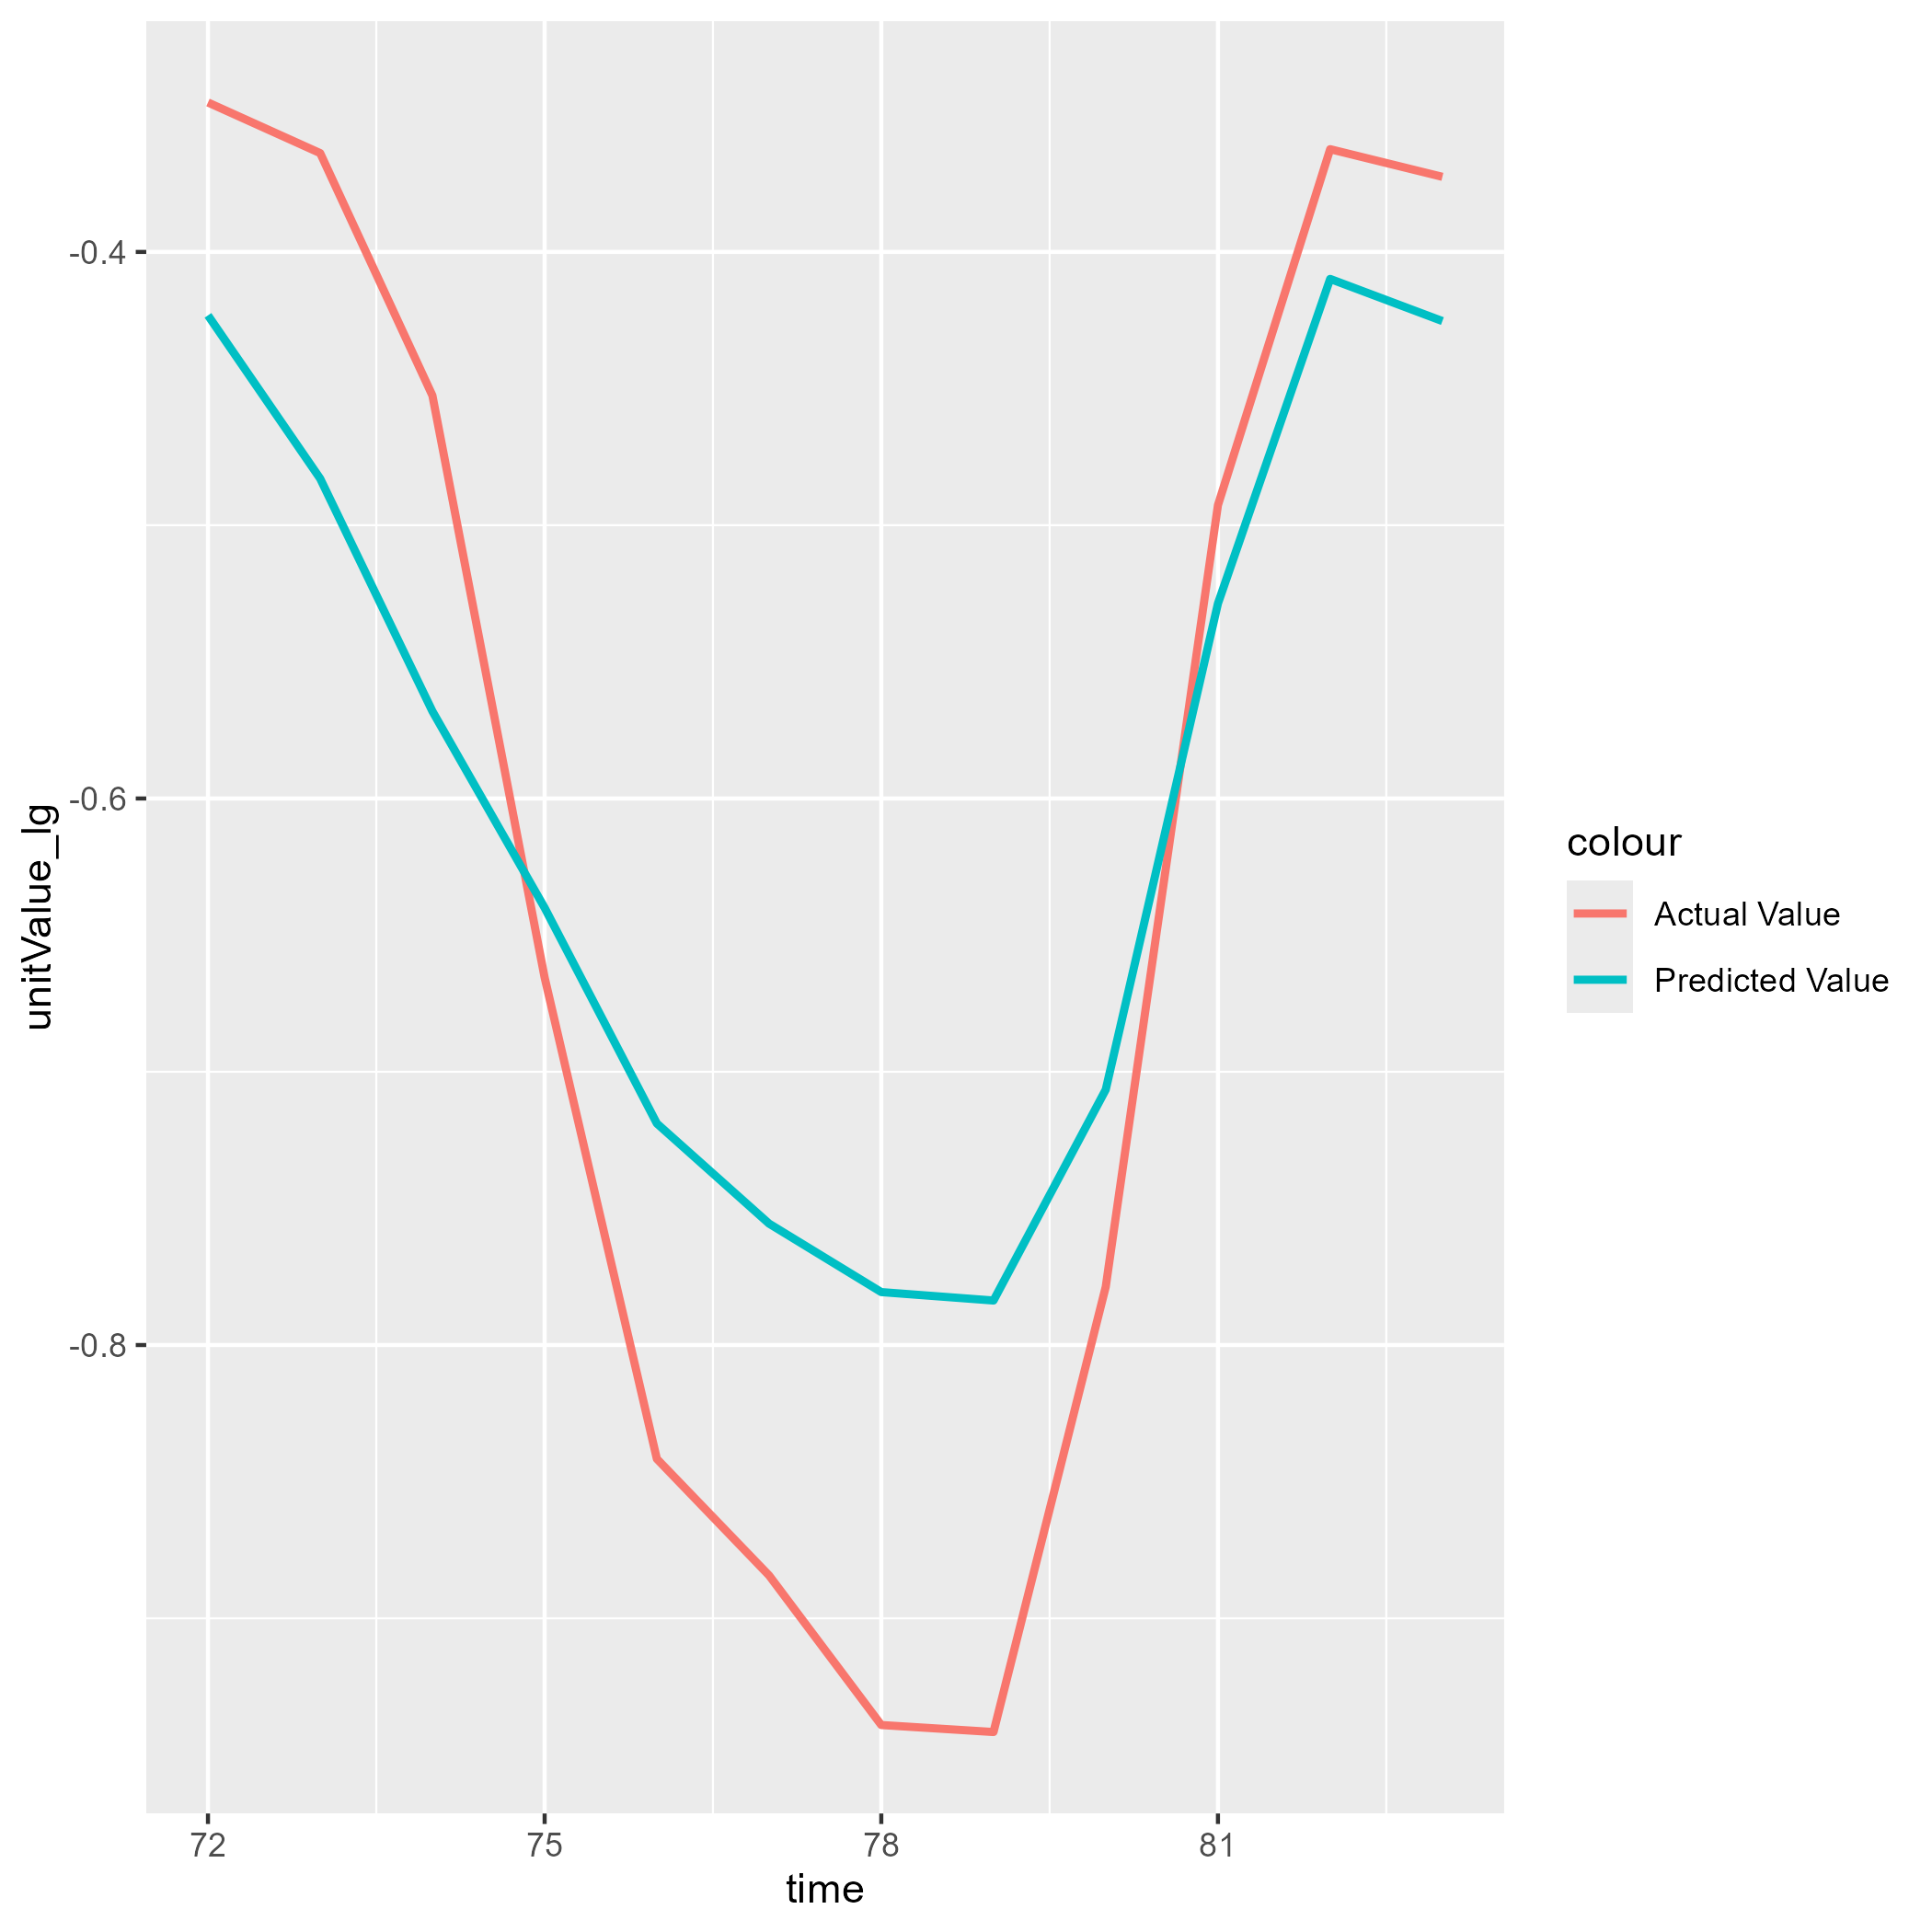 unitValue_lg
-0.4
-0.6
-0.8
72
75
78
81
time
colour
Actual Value
Predicted Value